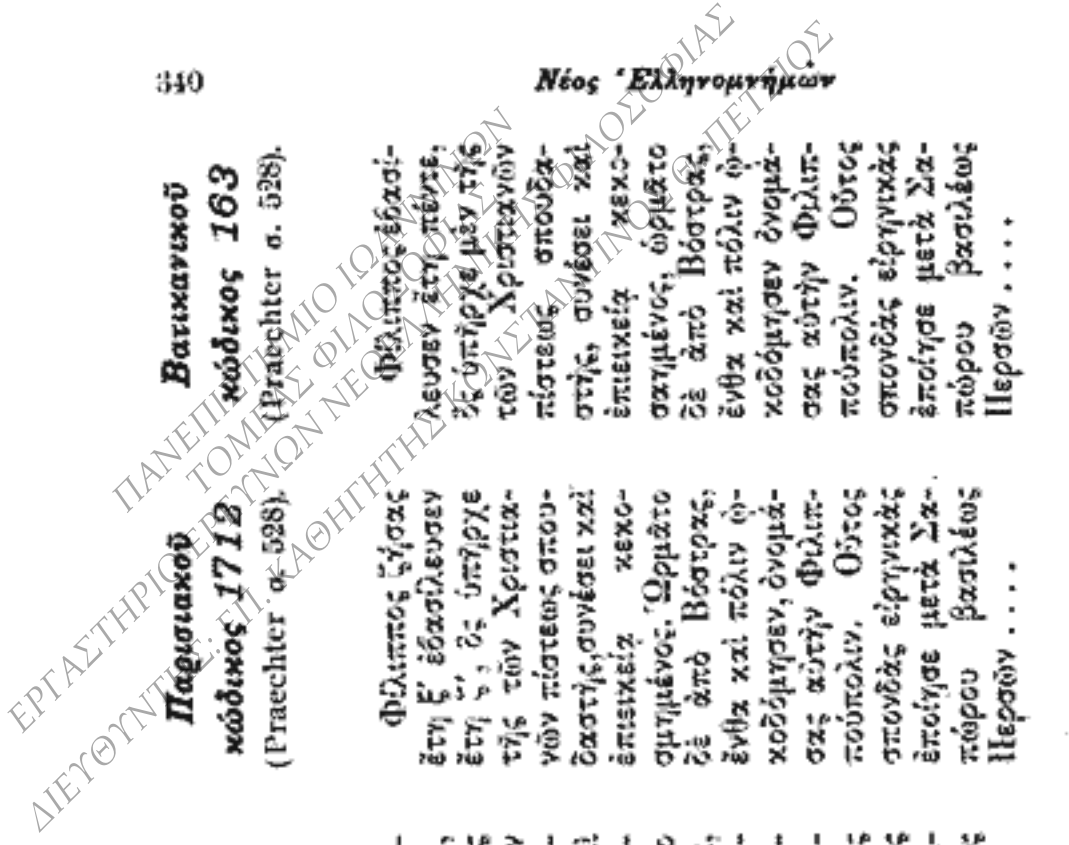 340
Νέος Ἑλληνομνήμων
Παρισιακοῦ
κώδικος 1712
(Praechter σ. 528).
Φίλιππος ζήσας
ἔτη ξ΄ ἐβασίλευσεν
ἔτη ς΄, ὃς ὑπῆρχε
τῆς τῶν Χριστια-
νῶν πίστεως σπου-
δαστής, συνέσει καὶ
ἐπιεικείᾳ κεκο-
σμημένος. Ὡρμᾶτο
δὲ ἀπὸ Βόστρας,
ἔνθα καὶ πόλιν ᾠ-
κοδόμησεν, ὀνομά-
σας αὐτὴν Φιλιπ-
πούπολιν. Οὗτος
σπονδὰς εἰρηνικὰς
ἐποίησε μετὰ Σα-
πώρου βασιλέως
Περσῶν ....
Βατικανικοῦ
κώδικος 163
(Praechter σ. 528).
Φίλιππος ἐβασί-
λευσεν ἔτη πέντε,
ὃς ὑπῆρχε μὲν τῆς
τῶν Χριστιανῶν
πίστεως σπουδα-
στής, συνέσει καὶ
ἐπιεικείᾳ κεκο-
σμημένος, ὡρμᾶτο
δὲ ἀπὸ Βόστρας,
ἔνθα καὶ πόλιν ᾠ-
κοδόμησεν ὀνομά-
σας αὐτὴν Φιλιπ-
πούπολιν. Οὗτος
σπονδὰς εἰρηνικὰς
ἐποίησε μετὰ Σα-
πώρου βασιλέως
Περσῶν .....
ΠΑΝΕΠΙΣΤΗΜΙΟ ΙΩΑΝΝΙΝΩΝ
ΤΟΜΕΑΣ ΦΙΛΟΣΟΦΙΑΣ
ΕΡΓΑΣΤΗΡΙΟ ΕΡΕΥΝΩΝ ΝΕΟΕΛΛΗΝΙΚΗΣ ΦΙΛΟΣΟΦΙΑΣ
ΔΙΕΥΘΥΝΤΗΣ: ΕΠ. ΚΑΘΗΓΗΤΗΣ ΚΩΝΣΤΑΝΤΙΝΟΣ Θ. ΠΕΤΣΙΟΣ